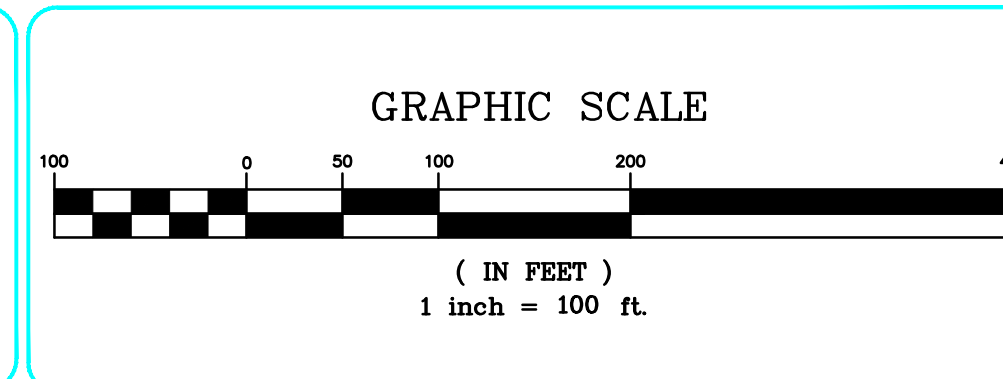 GRAPHIC SCALE
100 0 50 100 200
( IN FEET )
1 inch = 100 ft.